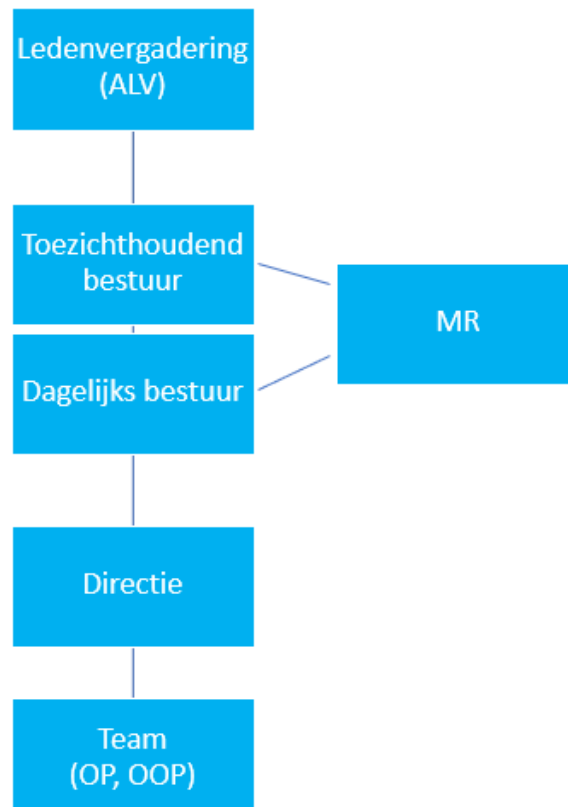 Ledenvergadering
(ALV)
Toezichthoudend
bestuur
MR
Dagelijks bestuur
Directie
Team
(OP, OOP)